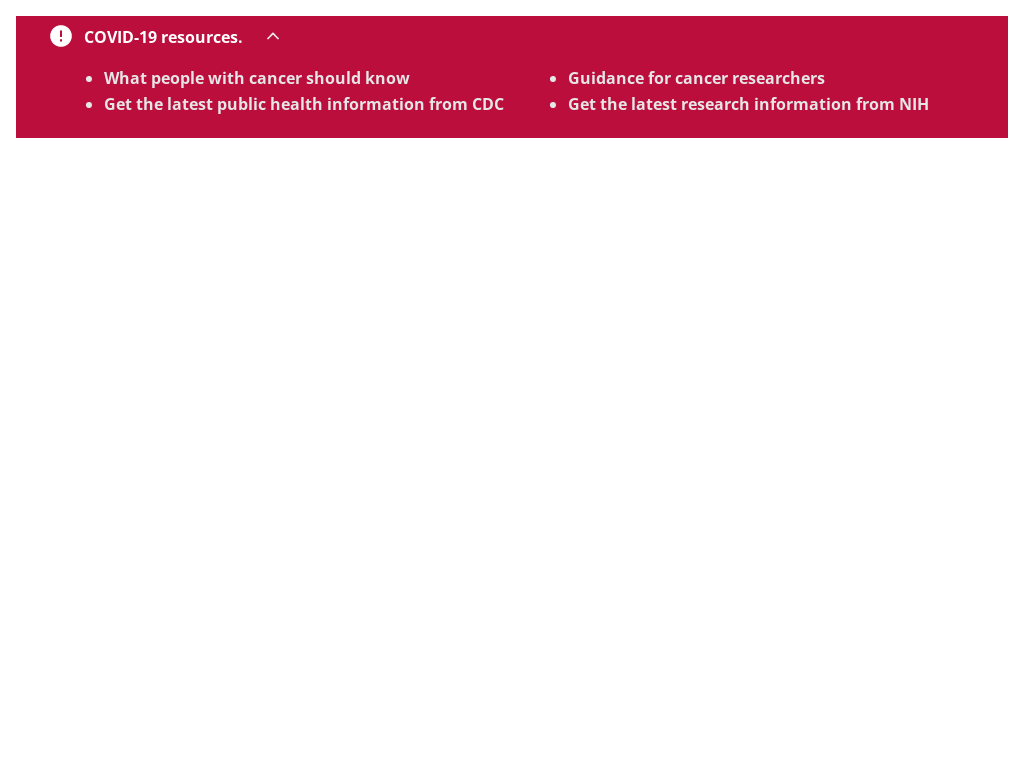 COVID-19 resources.
What people with cancer should know
Get the latest public health information from CDC
Guidance for cancer researchers
Get the latest research information from NIH